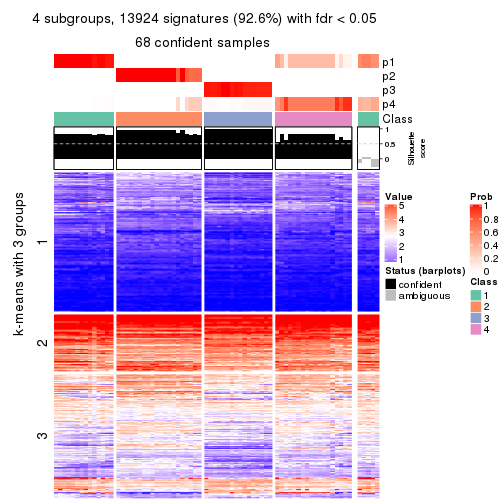 4 subgroups, 13924 signatures (92.6%) with fdr < 0.05
68 confident samples
p1
p2
p3
p4
Class
1
0.5
0
Silhouette
score
k-means with 3 groups
1
2
3
Value
5
4
3
2
1
Status (barplots)
confident
ambiguous
Prob
1
0.8
0.6
0.4
0.2
0
Class
1
2
3
4